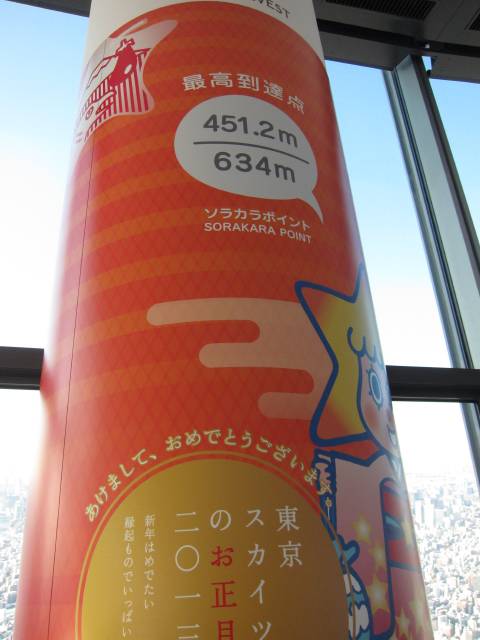 最高到達点
451.2m
634m
ソラカラポイント
SORAKARA POINT
あけまして、おめでとうございます
東京
スカイツ
のお正月
二〇一三
新年はめでたい
縁起ものでいっぱい